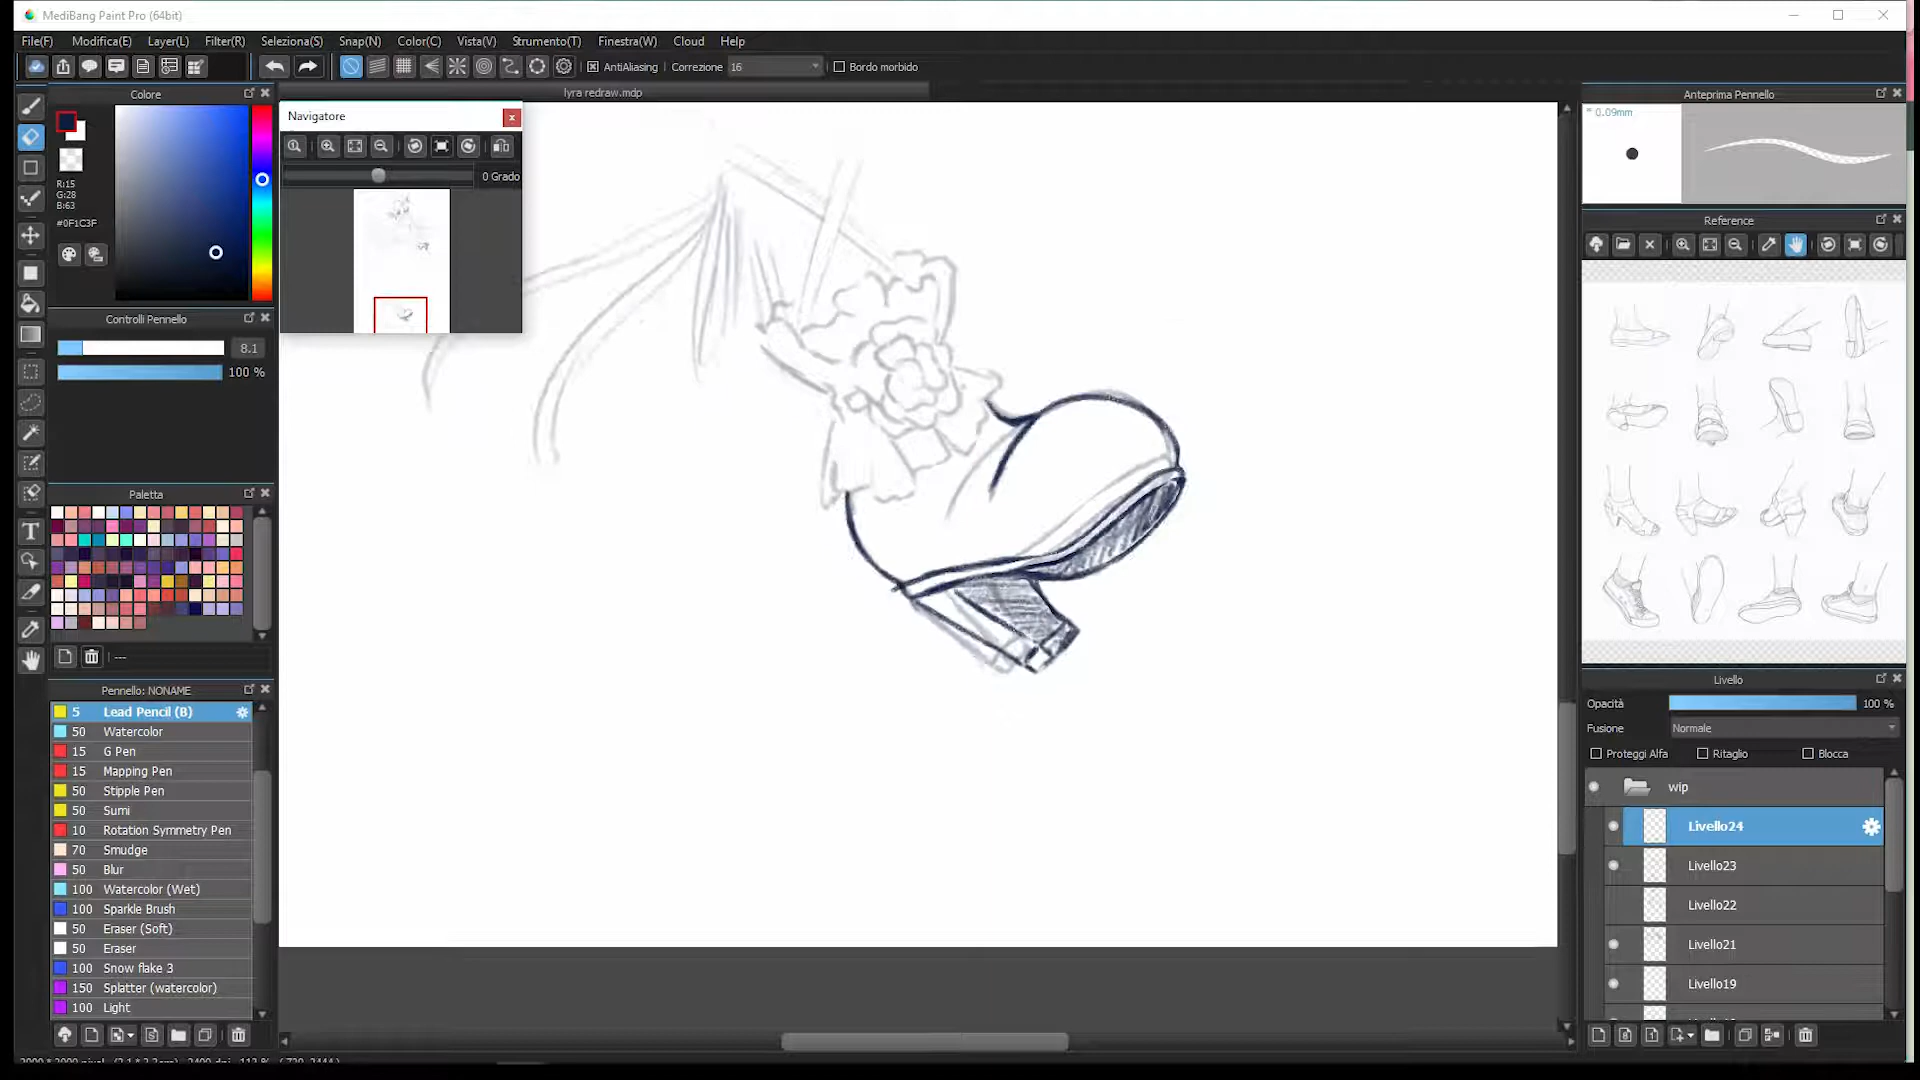 MediBang Paint Pro (64bit)
File(F) Modifica(E) Layer(L) Filter(R) Seleziona(S) Snap(N) Color(C) Vista(V) Strumento(T) Finestra(W) Cloud Help
AntiAliasing Correzione 16 Bordo morbido
lyra redraw.mdp
Colore
R:15
G:28
B:63
#0F1C3F
Controlli Pennello
8.1
100 %
Paletta
---
Pennello: NONAME
5 Lead Pencil (B)
50 Watercolor
15 G Pen
15 Mapping Pen
50 Stipple Pen
50 Sumi
10 Rotation Symmetry Pen
70 Smudge
50 Blur
100 Watercolor (Wet)
100 Sparkle Brush
50 Eraser (Soft)
50 Eraser
100 Snow flake 3
150 Splatter (watercolor)
100 Light
Navigatore
0 Grado
Anteprima Pennello
* 0.09mm
Reference
Livello
Opacità 100 %
Fusione Normale
Proteggi Alfa Ritaglio Blocca
wip
Livello24
Livello23
Livello22
Livello21
Livello19